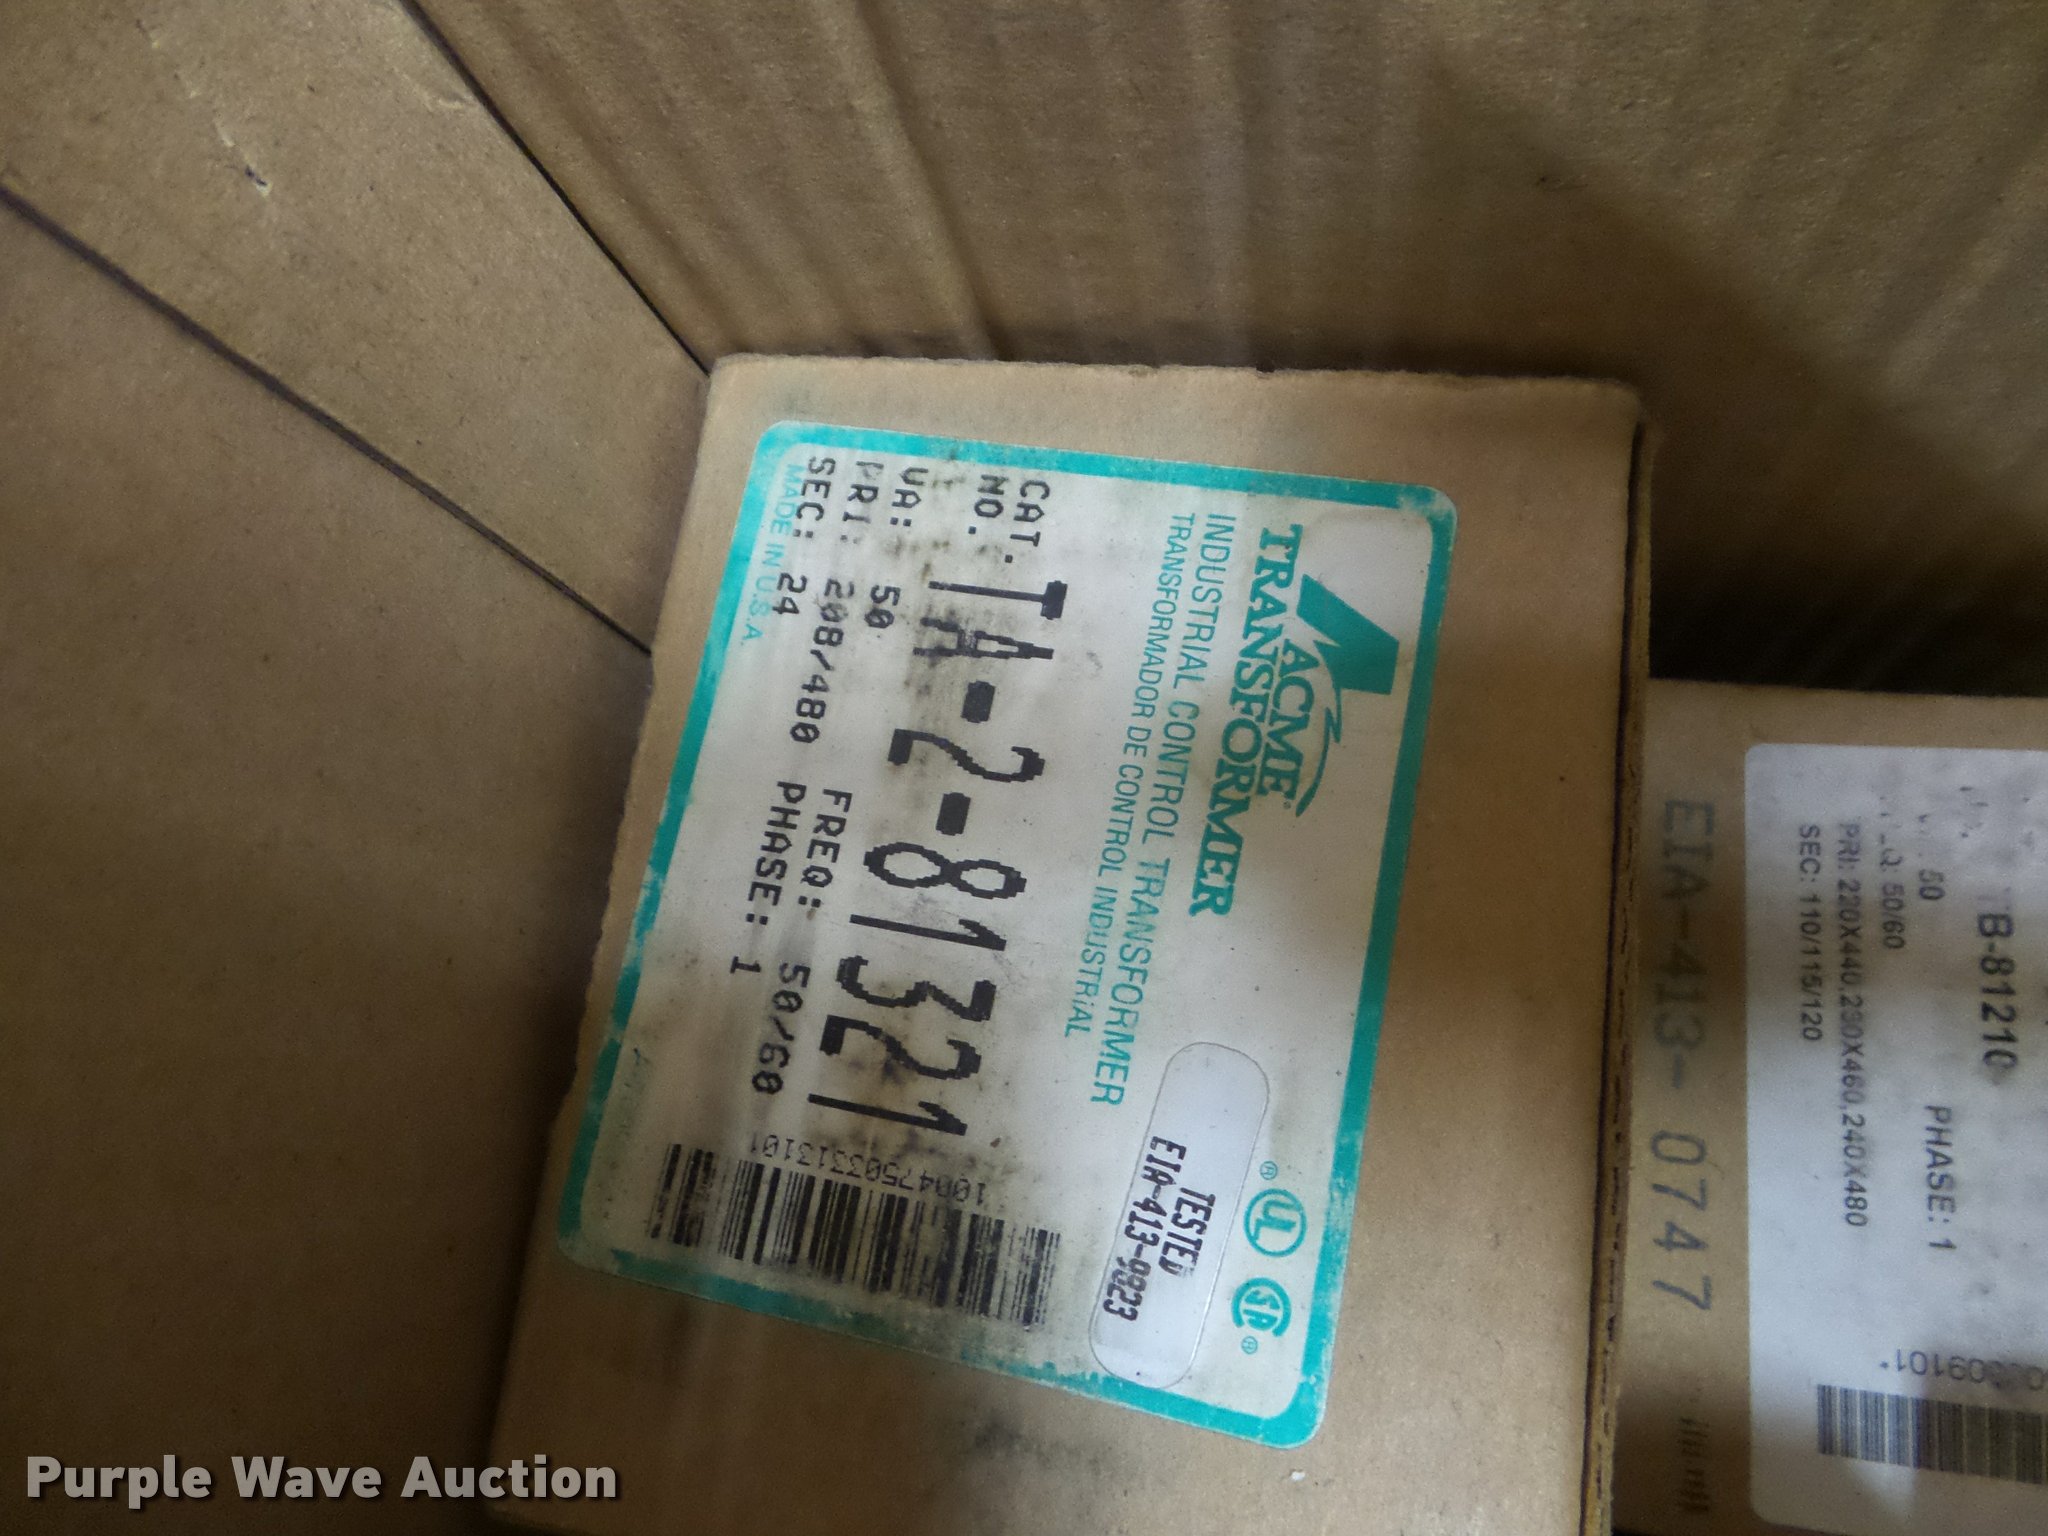 ACME®
TRANSFORMER
INDUSTRIAL CONTROL TRANSFORMER
TRANSFORMADOR DE CONTROL INDUSTRIAL
CAT.
NO. TA-2-81321
VA: 50 FREQ: 50/60
PRI: 208/480 PHASE: 1
SEC: 24
MADE IN U.S.A.
TESTED
EIA-413-9823
TB-81210
50 PHASE: 1
50/60
PRI: 220X440,230X460,240X480
SEC: 110/115/120
EIA-413-0747
Purple Wave Auction